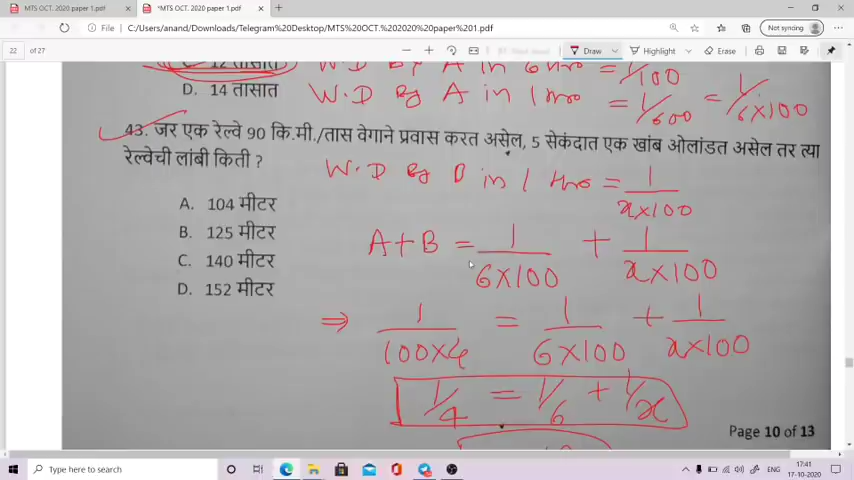 MTS OCT. 2020 paper 1.pdf
*MTS OCT. 2020 paper 1.pdf
File
C:/Users/anand/Downloads/Telegram%20Desktop/MTS%20OCT.%202020%20paper%201.pdf
Not syncing
22 of 27
Draw
Highlight
Erase
C. 12 तासात
W.D By A in 6 hrs = 1/100
D. 14 तासात
W.D By A in 1 hrs = 1/600 = 1/6×100
43. जर एक रेल्वे 90 कि.मी./तास वेगाने प्रवास करत असेल, 5 सेकंदात एक खांब ओलांडत असेल तर त्या
रेल्वेची लांबी किती ?
W.D By B in 1 hrs = 1/x×100
A. 104 मीटर
B. 125 मीटर
C. 140 मीटर
D. 152 मीटर
A+B = 1/6×100 + 1/x×100
⇒ 1/100×4 = 1/6×100 + 1/x×100
1/4 = 1/6 + 1/x
Page 10 of 13
Type here to search
ENG
17:41
17-10-2020